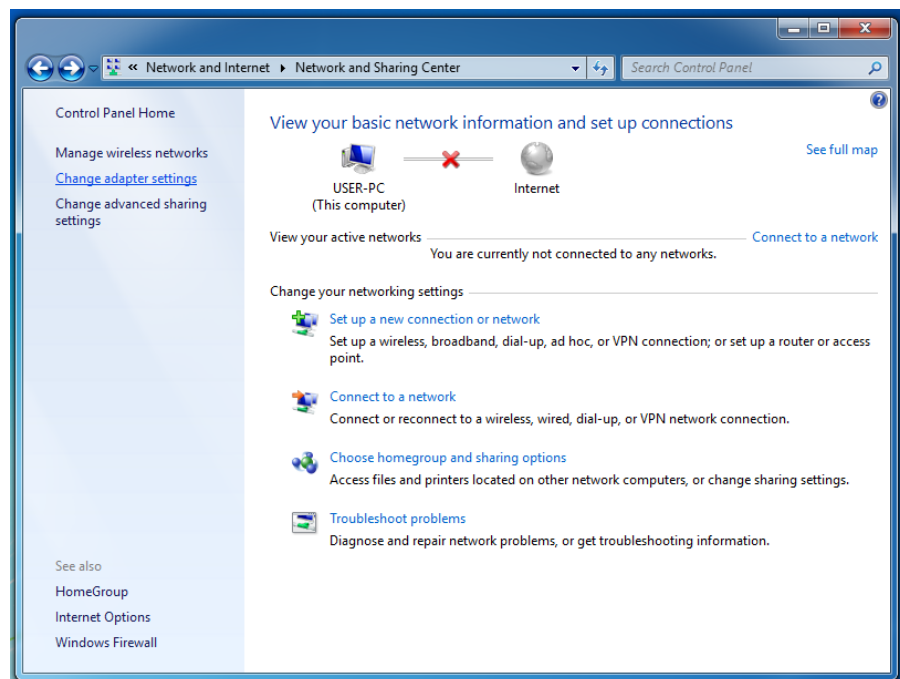 « Network and Internet ▸ Network and Sharing Center
Search Control Panel
Control Panel Home
Manage wireless networks
Change adapter settings
Change advanced sharing
settings
See also
HomeGroup
Internet Options
Windows Firewall
View your basic network information and set up connections
See full map
USER-PC
(This computer)
Internet
View your active networks
Connect to a network
You are currently not connected to any networks.
Change your networking settings
Set up a new connection or network
Set up a wireless, broadband, dial-up, ad hoc, or VPN connection; or set up a router or access
point.
Connect to a network
Connect or reconnect to a wireless, wired, dial-up, or VPN network connection.
Choose homegroup and sharing options
Access files and printers located on other network computers, or change sharing settings.
Troubleshoot problems
Diagnose and repair network problems, or get troubleshooting information.